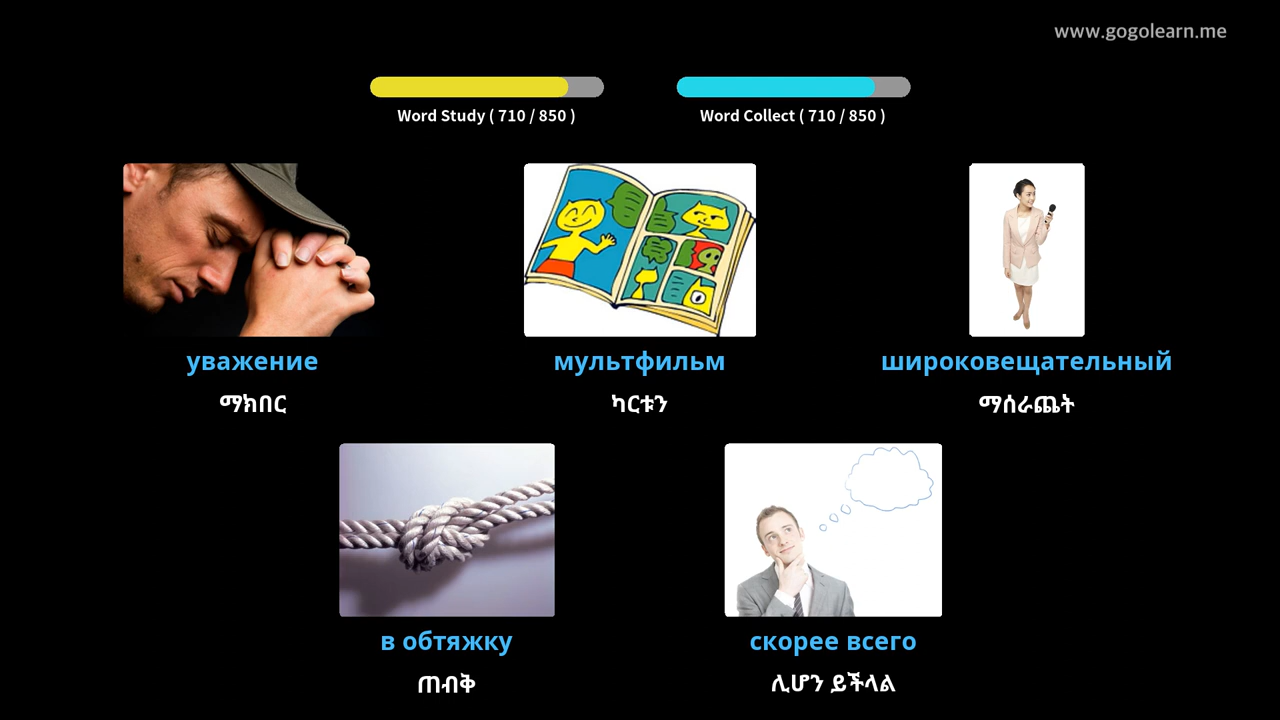 www.gogolearn.me
Word Study ( 710 / 850 )
Word Collect ( 710 / 850 )
уважение
мультфильм
широковещательный
ማክበር
ካርቱን
ማሰራጨት
в обтяжку
скорее всего
ጠብቅ
ሊሆን ይችላል